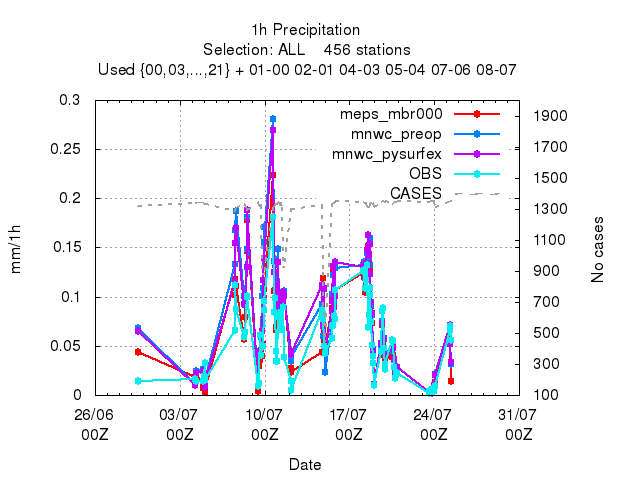 1h Precipitation
Selection: ALL    456 stations
Used {00,03,...,21} + 01-00 02-01 04-03 05-04 07-06 08-07
0.3
0.25
0.2
0.15
0.1
0.05
0
mm/1h
meps_mbr000
mnwc_preop
mnwc_pysurfex
OBS
CASES
1900
1700
1500
1300
1100
900
700
500
300
100
No cases
26/06 03/07 10/07 17/07 24/07 31/07
00Z 00Z 00Z 00Z 00Z 00Z
Date